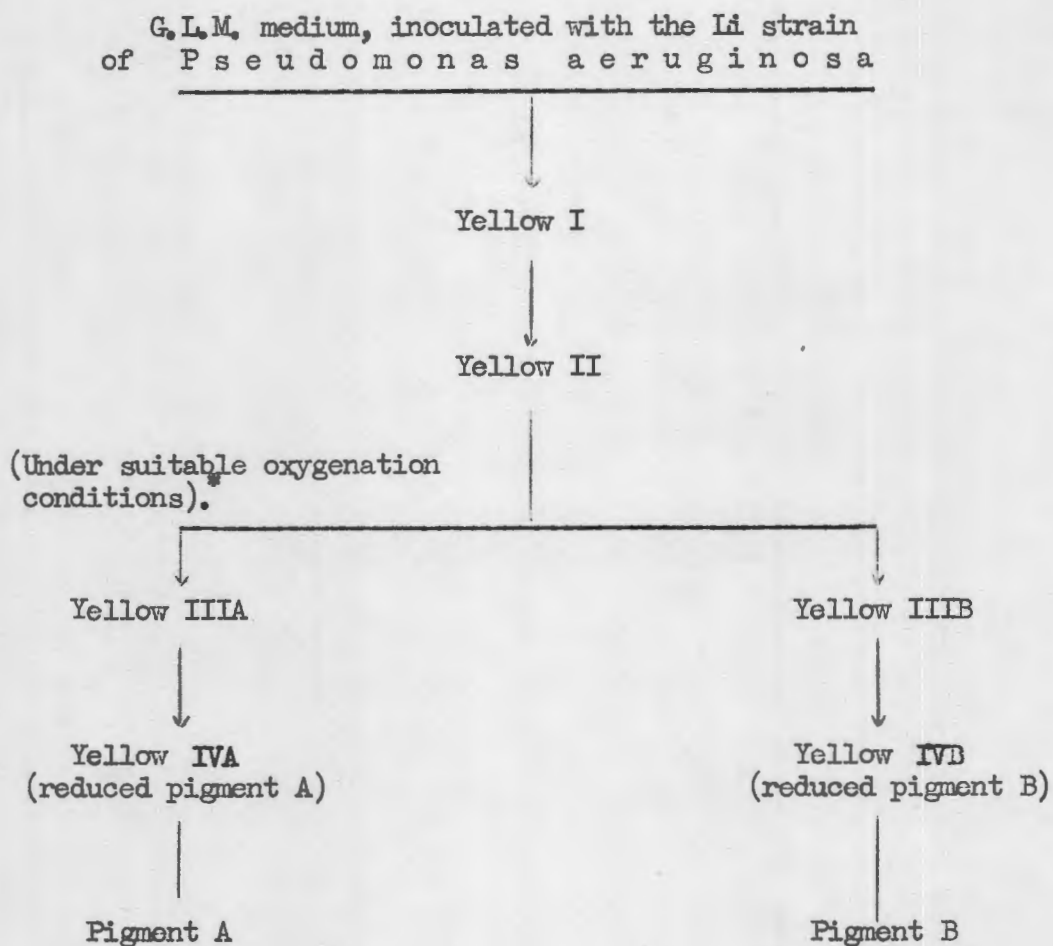 G.L.M. medium, inoculated with the Li strain
of Pseudomonas aeruginosa
Yellow I
Yellow II
(Under suitable oxygenation
conditions).*
Yellow IIIA Yellow IIIB
Yellow IVA Yellow IVB
(reduced pigment A) (reduced pigment B)
Pigment A Pigment B